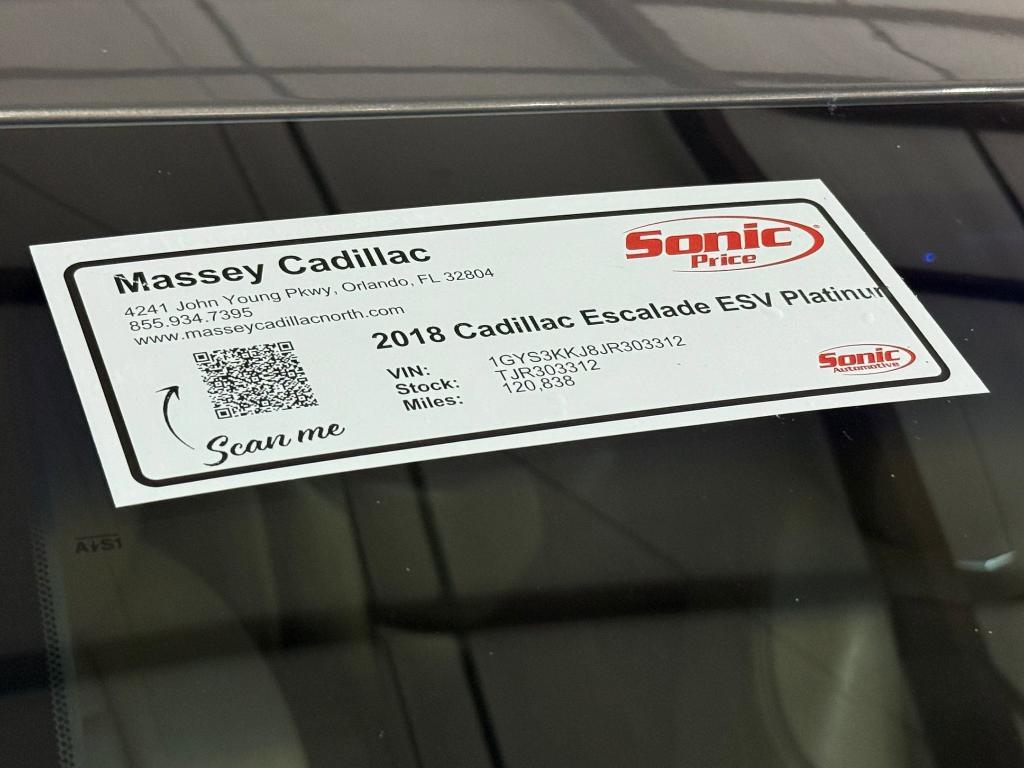 Massey Cadillac
4241 John Young Pkwy, Orlando, FL 32804
855.934.7395
www.masseycadillacnorth.com
Sonic
Price
2018 Cadillac Escalade ESV Platinum
VIN: 1GYS3KKJ8JR303312
Stock: TJR303312
Miles: 120,838
Scan me
Sonic
Automotive
AS1